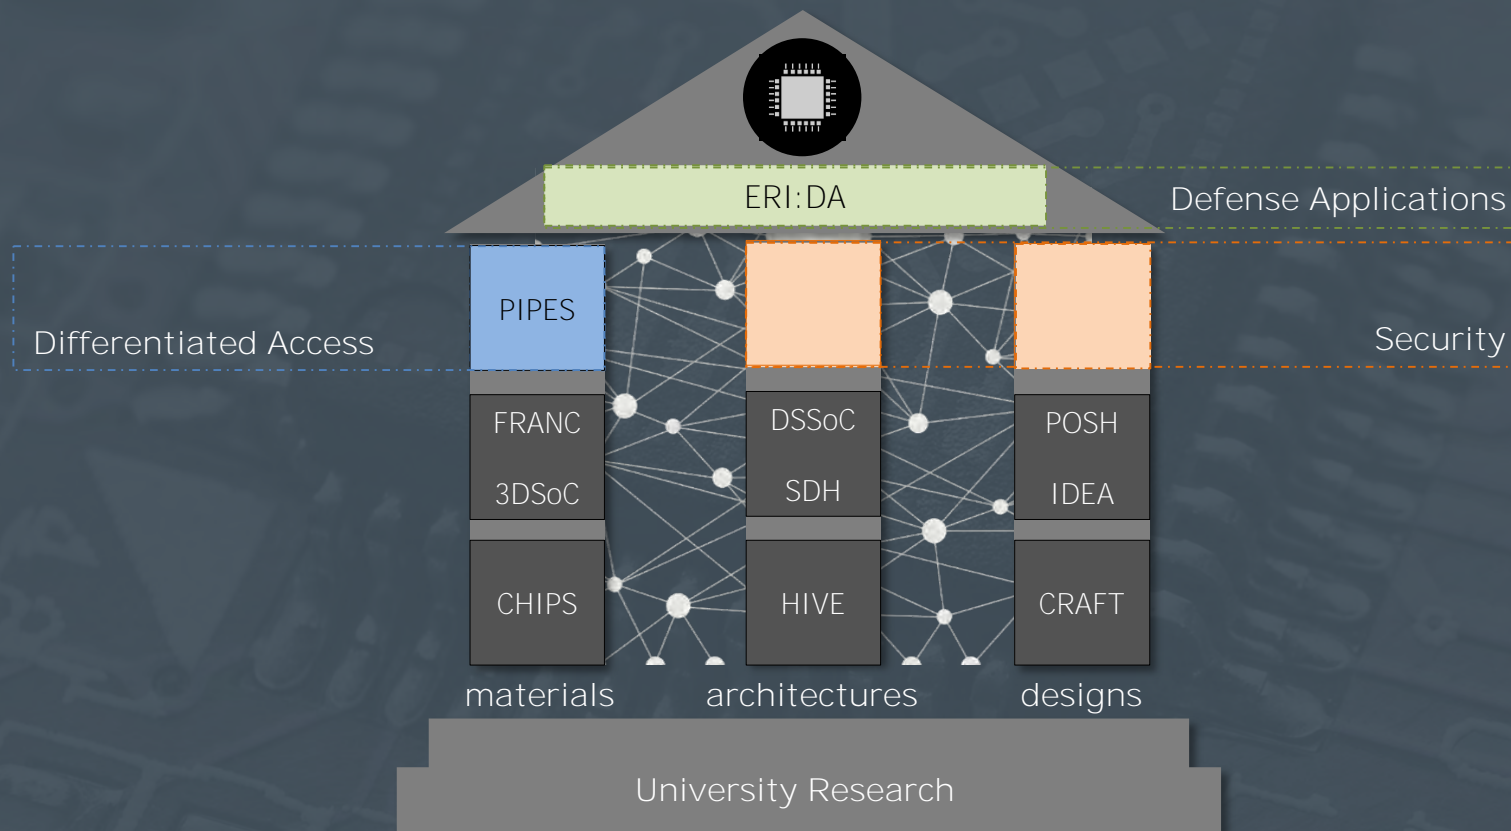 ERI:DA
Defense Applications
PIPES
Differentiated Access
Security
FRANC
3DSoC
DSSoC
SDH
POSH
IDEA
CHIPS
HIVE
CRAFT
materials
architectures
designs
University Research